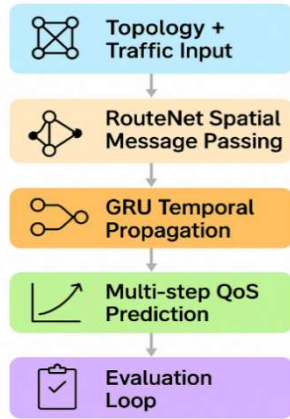 Topology +
Traffic Input
RouteNet Spatial
Message Passing
GRU Temporal
Propagation
Multi-step QoS
Prediction
Evaluation
Loop